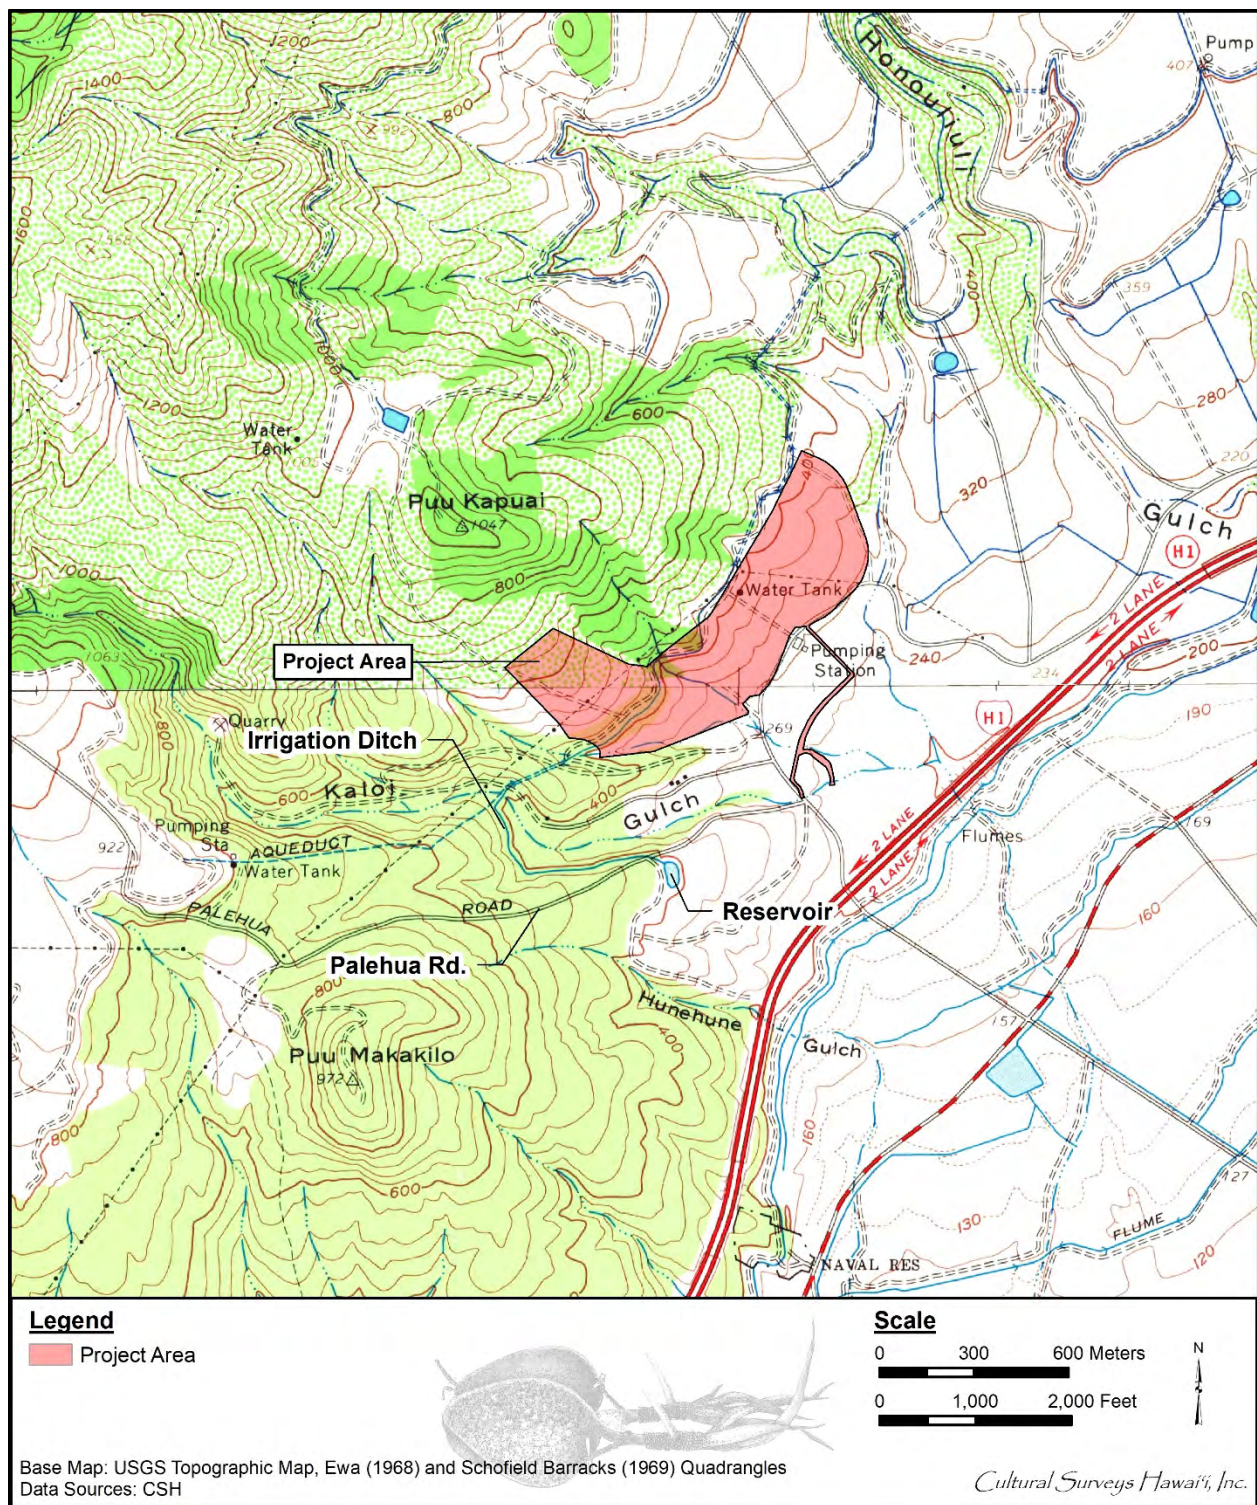 1200
1400
800
992
1600
Honouliuli
Pump
407
400
359
1000
1200
Water
Tank
600
280
220
320
Puu Kapuai
1047
400
Gulch
H1
2 LANE
2 LANE
1000
800
Water Tank
1063
Project Area
Pumping
Station
240
234
200
190
H1
Quarry
800
Irrigation Ditch
269
Kaloi
600
400
Gulch
Pumping
Sta
922
AQUEDUCT
Water Tank
2 LANE
2 LANE
Flumes
169
PALEHUA
ROAD
Reservoir
160
Palehua Rd.
800
Hunehune
400
157
Gulch
Puu Makakilo
972
800
160
600
127
130
FLUME
120
NAVAL RES
Legend
Project Area
Scale
0 300 600 Meters
0 1,000 2,000 Feet
N
Base Map: USGS Topographic Map, Ewa (1968) and Schofield Barracks (1969) Quadrangles
Data Sources: CSH
Cultural Surveys Hawai‘i, Inc.